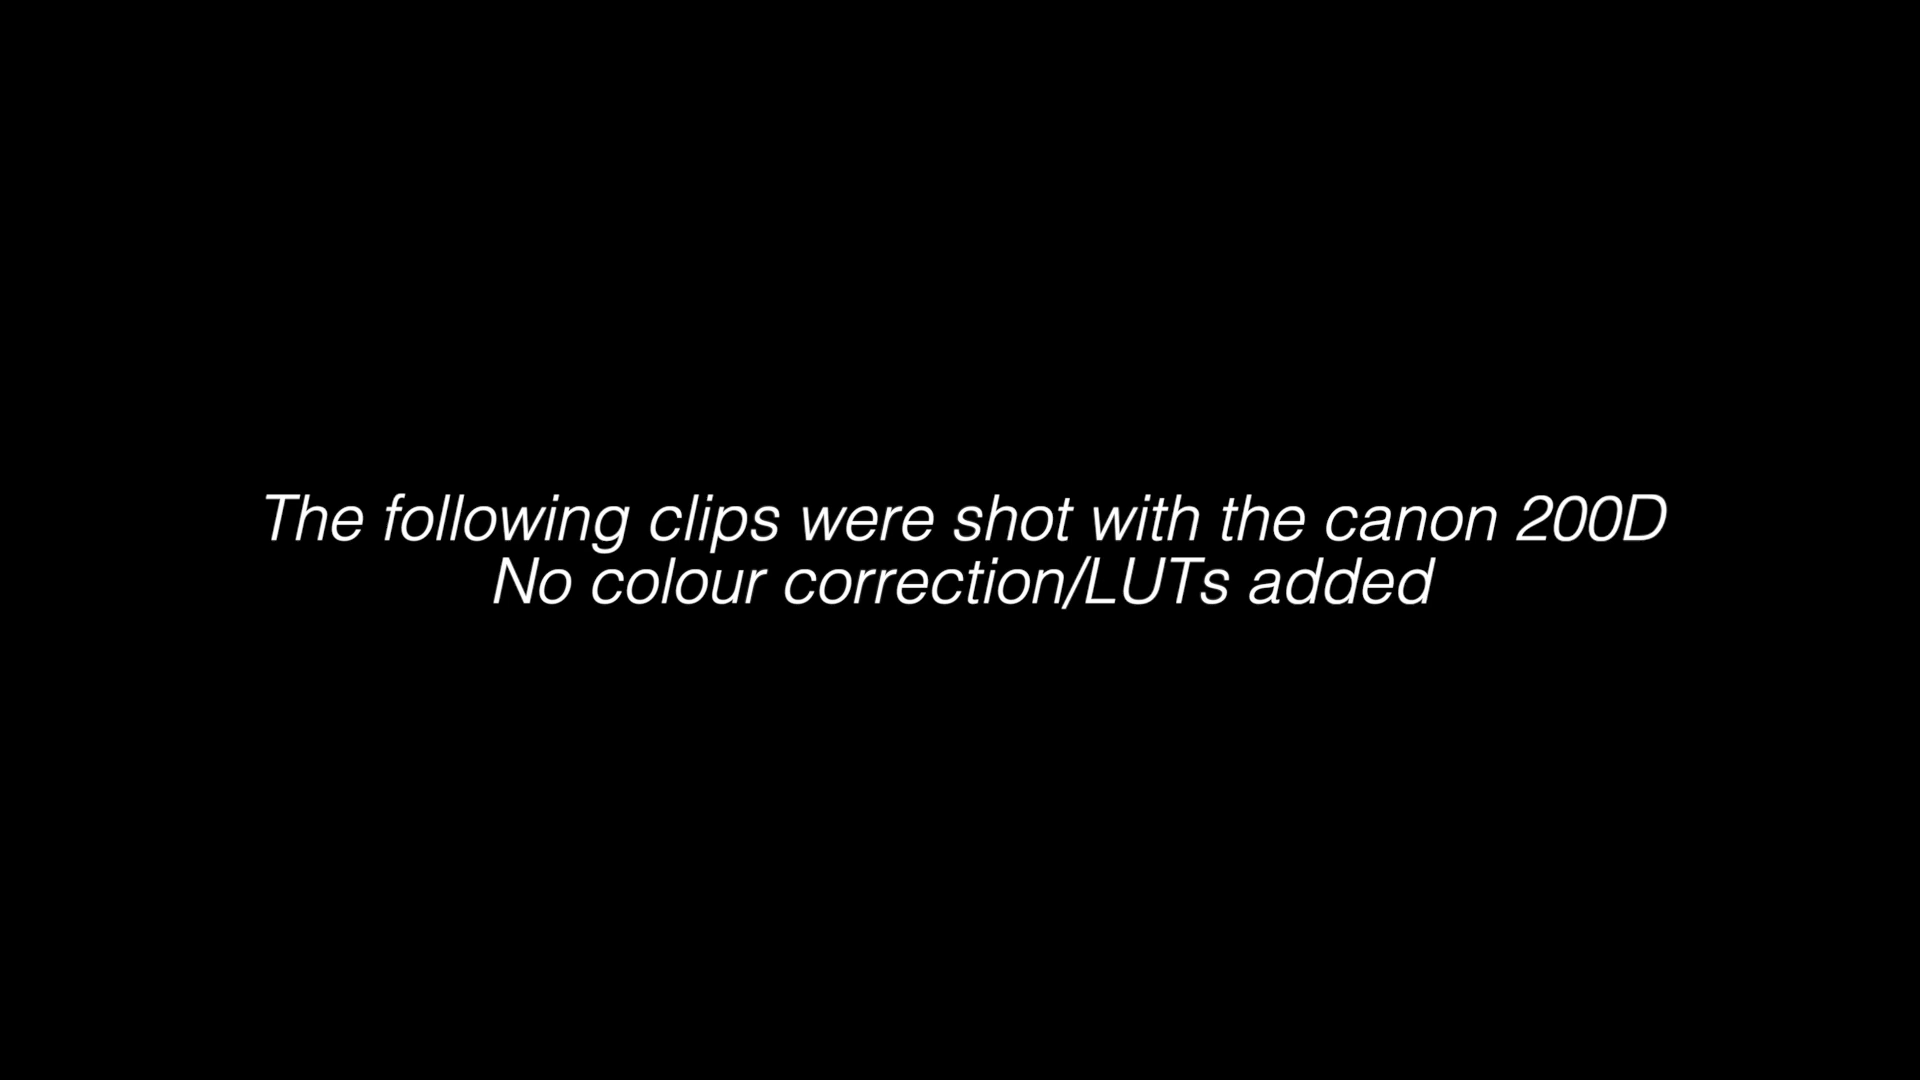 The following clips were shot with the canon 200D
No colour correction/LUTs added